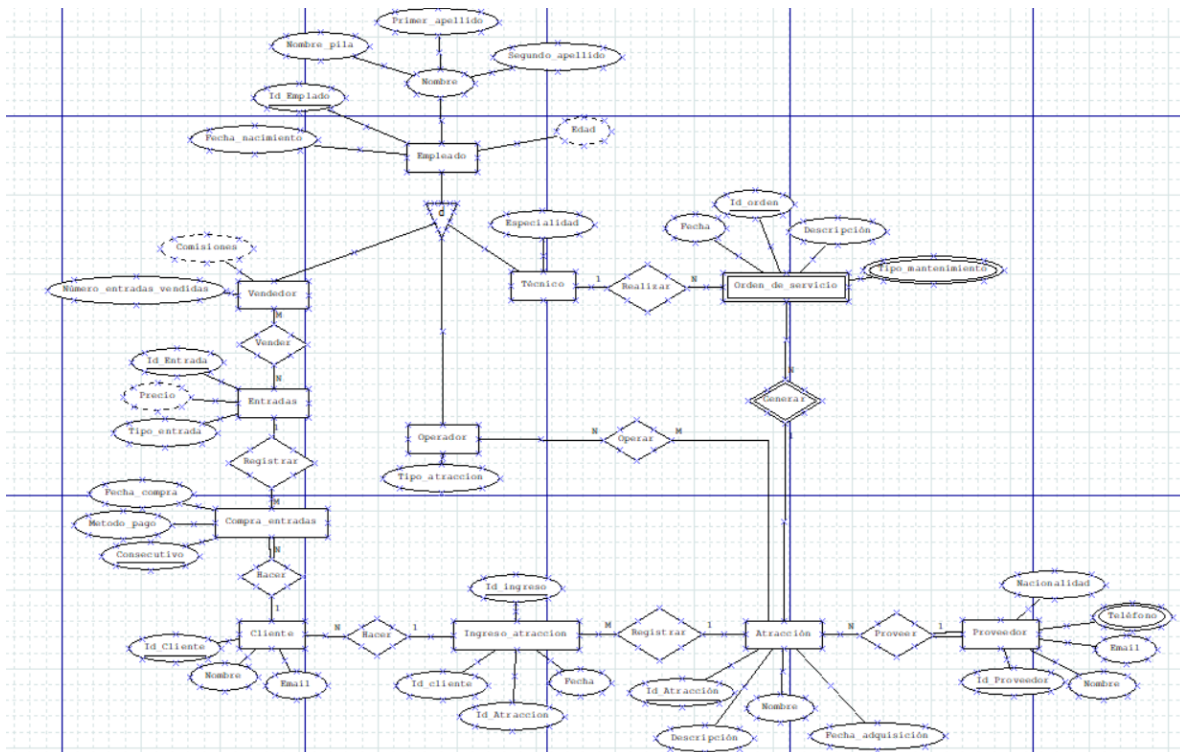 Primer_apellido
Nombre_pila
Segundo_apellido
Nombre
Id_Emplado
Fecha_nacimiento
Edad
Empleado
d
Id_orden
Especialidad
Fecha
Descripción
Comisiones
Tipo_mantenimiento
Número_entradas_vendidas
Vendedor
Técnico
1
Realizar
N
Orden_de_servicio
M
Vender
Id_Entrada
N
N
Precio
Entradas
Generar
Tipo_entrada
1
1
Operador
N
Operar
M
Registrar
Tipo_atraccion
Fecha_compra
M
Metodo_pago
Compra_entradas
Consecutivo
N
Hacer
Id_ingreso
Nacionalidad
1
Teléfono
Cliente
N
Hacer
1
Ingreso_atraccion
M
Registrar
1
Atracción
N
Proveer
1
Proveedor
Id_Cliente
Email
Nombre
Email
Id_cliente
Fecha
Id_Atracción
Id_Proveedor
Nombre
Id_Atraccion
Nombre
Descripción
Fecha_adquisición